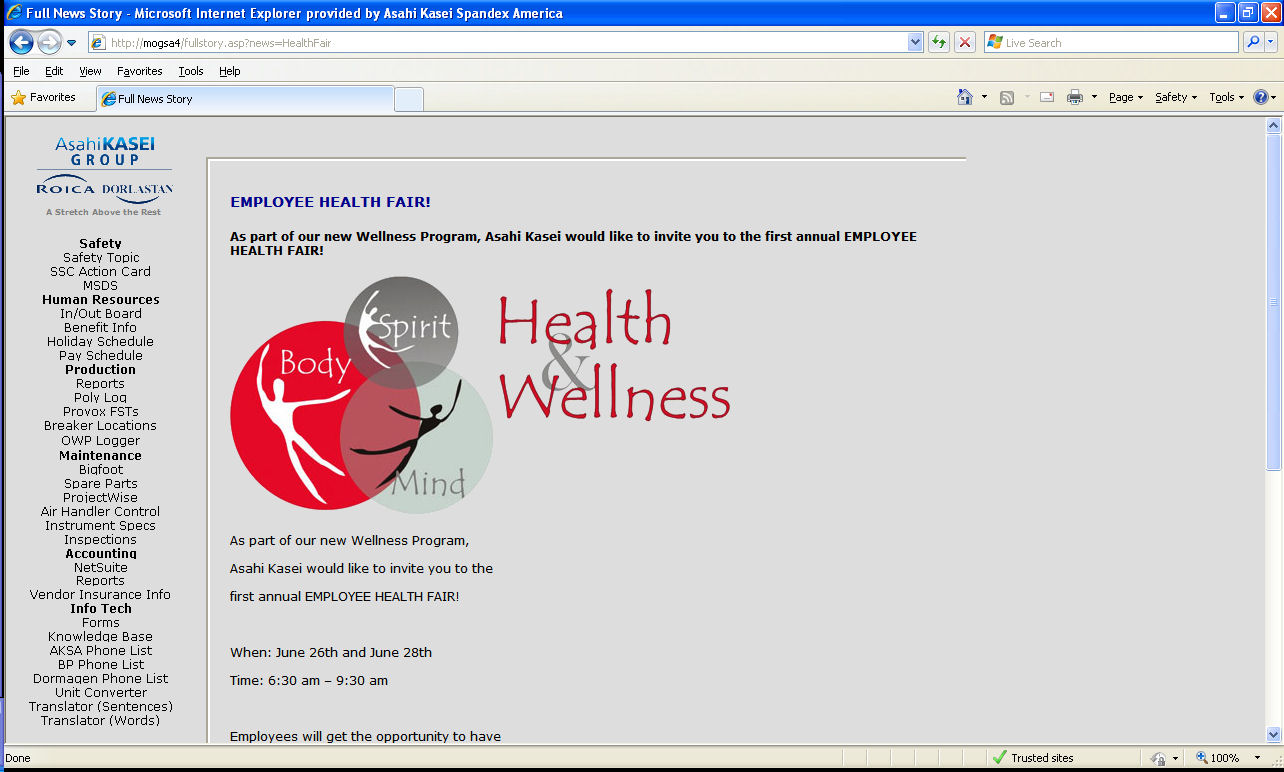 Full News Story - Microsoft Internet Explorer provided by Asahi Kasei Spandex America
http://mogsa4/fullstory.asp?news=HealthFair
Live Search
File Edit View Favorites Tools Help
Favorites
Full News Story
Page Safety Tools
AsahiKASEI
GROUP
ROICA DORLASTAN
A Stretch Above the Rest
Safety
Safety Topic
SSC Action Card
MSDS
Human Resources
In/Out Board
Benefit Info
Holiday Schedule
Pay Schedule
Production
Reports
Poly Log
Provox FSTs
Breaker Locations
OWP Logger
Maintenance
Bigfoot
Spare Parts
ProjectWise
Air Handler Control
Instrument Specs
Inspections
Accounting
NetSuite
Reports
Vendor Insurance Info
Info Tech
Forms
Knowledge Base
AKSA Phone List
BP Phone List
Dormagen Phone List
Unit Converter
Translator (Sentences)
Translator (Words)
EMPLOYEE HEALTH FAIR!
As part of our new Wellness Program, Asahi Kasei would like to invite you to the first annual EMPLOYEE
HEALTH FAIR!
Spirit
Body
Mind
Health
&
Wellness
As part of our new Wellness Program,
Asahi Kasei would like to invite you to the
first annual EMPLOYEE HEALTH FAIR!
When: June 26th and June 28th
Time: 6:30 am – 9:30 am
Employees will get the opportunity to have
Done
Trusted sites
100%